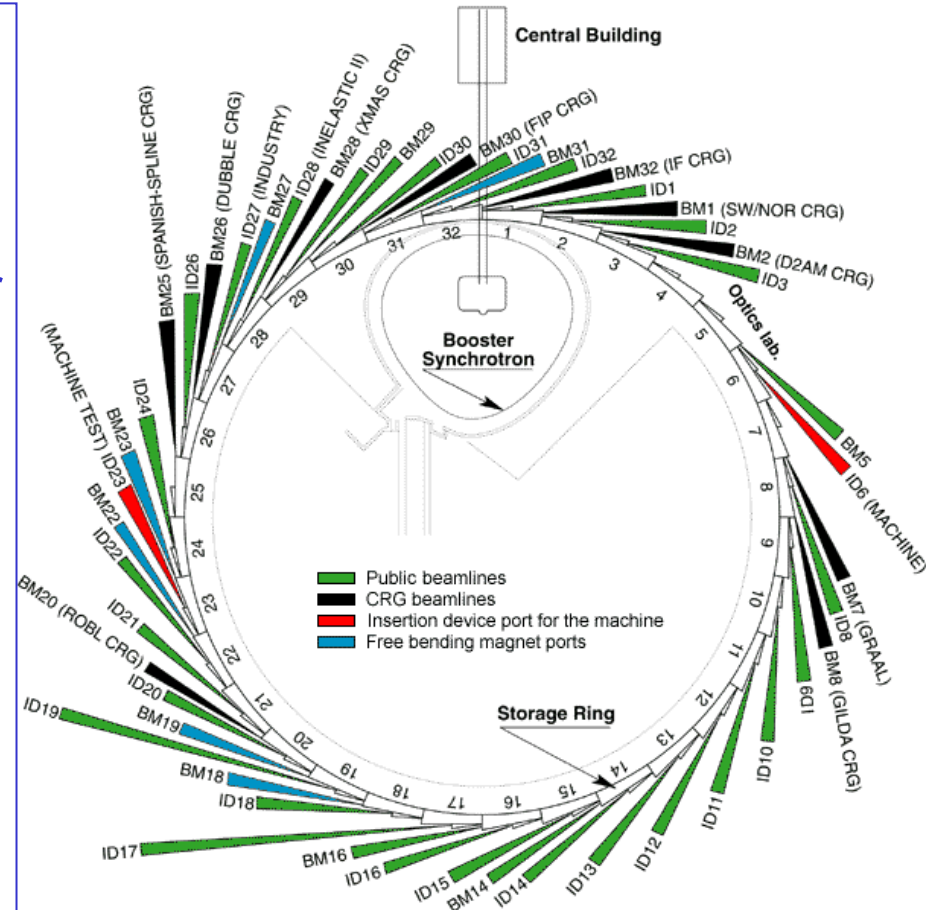 Central Building
BM25 (SPANISH-SPLINE CRG)
ID26
BM26 (DUBBLE CRG)
ID27 (INDUSTRY)
BM27
ID28 (INELASTIC II)
BM28 (XMAS CRG)
ID29
BM29
ID30
BM30 (FIP CRG)
ID31
BM31
ID32
BM32 (IF CRG)
ID1
BM1 (SW/NOR CRG)
ID2
BM2 (D2AM CRG)
ID3
Optics lab.
BM5
ID6 (MACHINE)
BM7 (GRAAL)
ID8
BM8 (GILDA CRG)
ID9
ID10
ID11
ID12
ID13
ID14
BM14
ID15
ID16
BM16
ID17
ID18
BM18
ID19
BM19
ID20
BM20 (ROBL CRG)
ID21
ID22
BM22
(MACHINE TEST) ID23
BM23
ID24
1
2
3
4
5
6
7
8
9
10
11
12
13
14
15
16
17
18
19
20
21
22
23
24
25
26
27
28
29
30
31
32
Booster
Synchrotron
Public beamlines
CRG beamlines
Insertion device port for the machine
Free bending magnet ports
Storage Ring